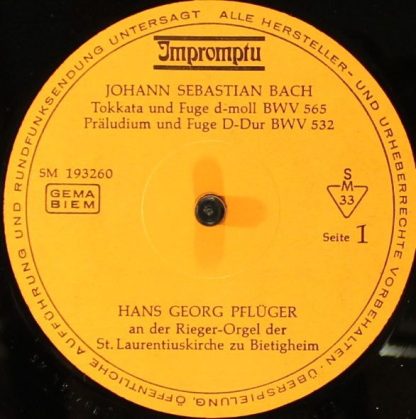 ALLE HERSTELLER- UND URHEBERRECHTE VORBEHALTEN · ÜBERSPIELUNG, ÖFFENTLICHE AUFFÜHRUNG UND RUNDFUNKSENDUNG UNTERSAGT
Impromptu
JOHANN SEBASTIAN BACH
Tokkata und Fuge d-moll BWV 565
Präludium und Fuge D-Dur BWV 532
SM 193260
GEMA
BIEM
S
M
33
Seite 1
HANS GEORG PFLÜGER
an der Rieger-Orgel der
St. Laurentiuskirche zu Bietigheim